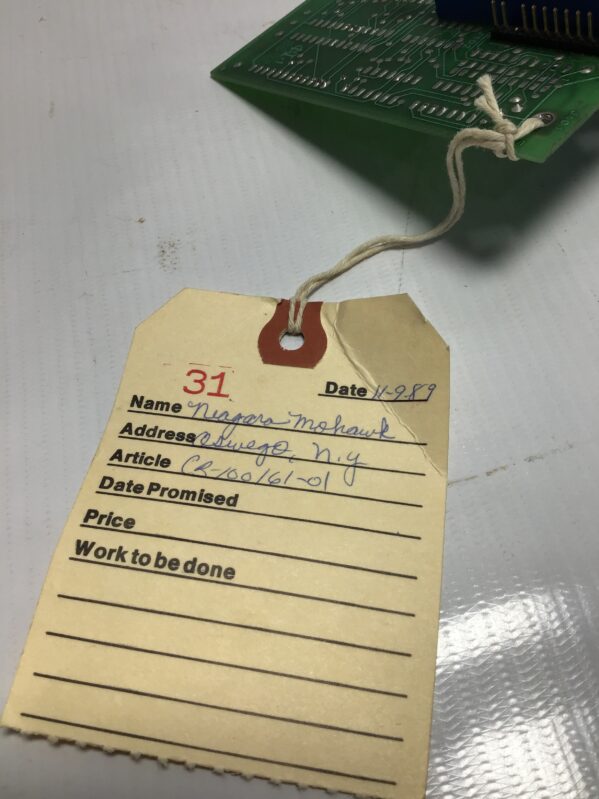 31
Date 11-9-89
Name Niagara Mohawk
Address Oswego, N.Y
Article CR-100161-01
Date Promised
Price
Work to be done